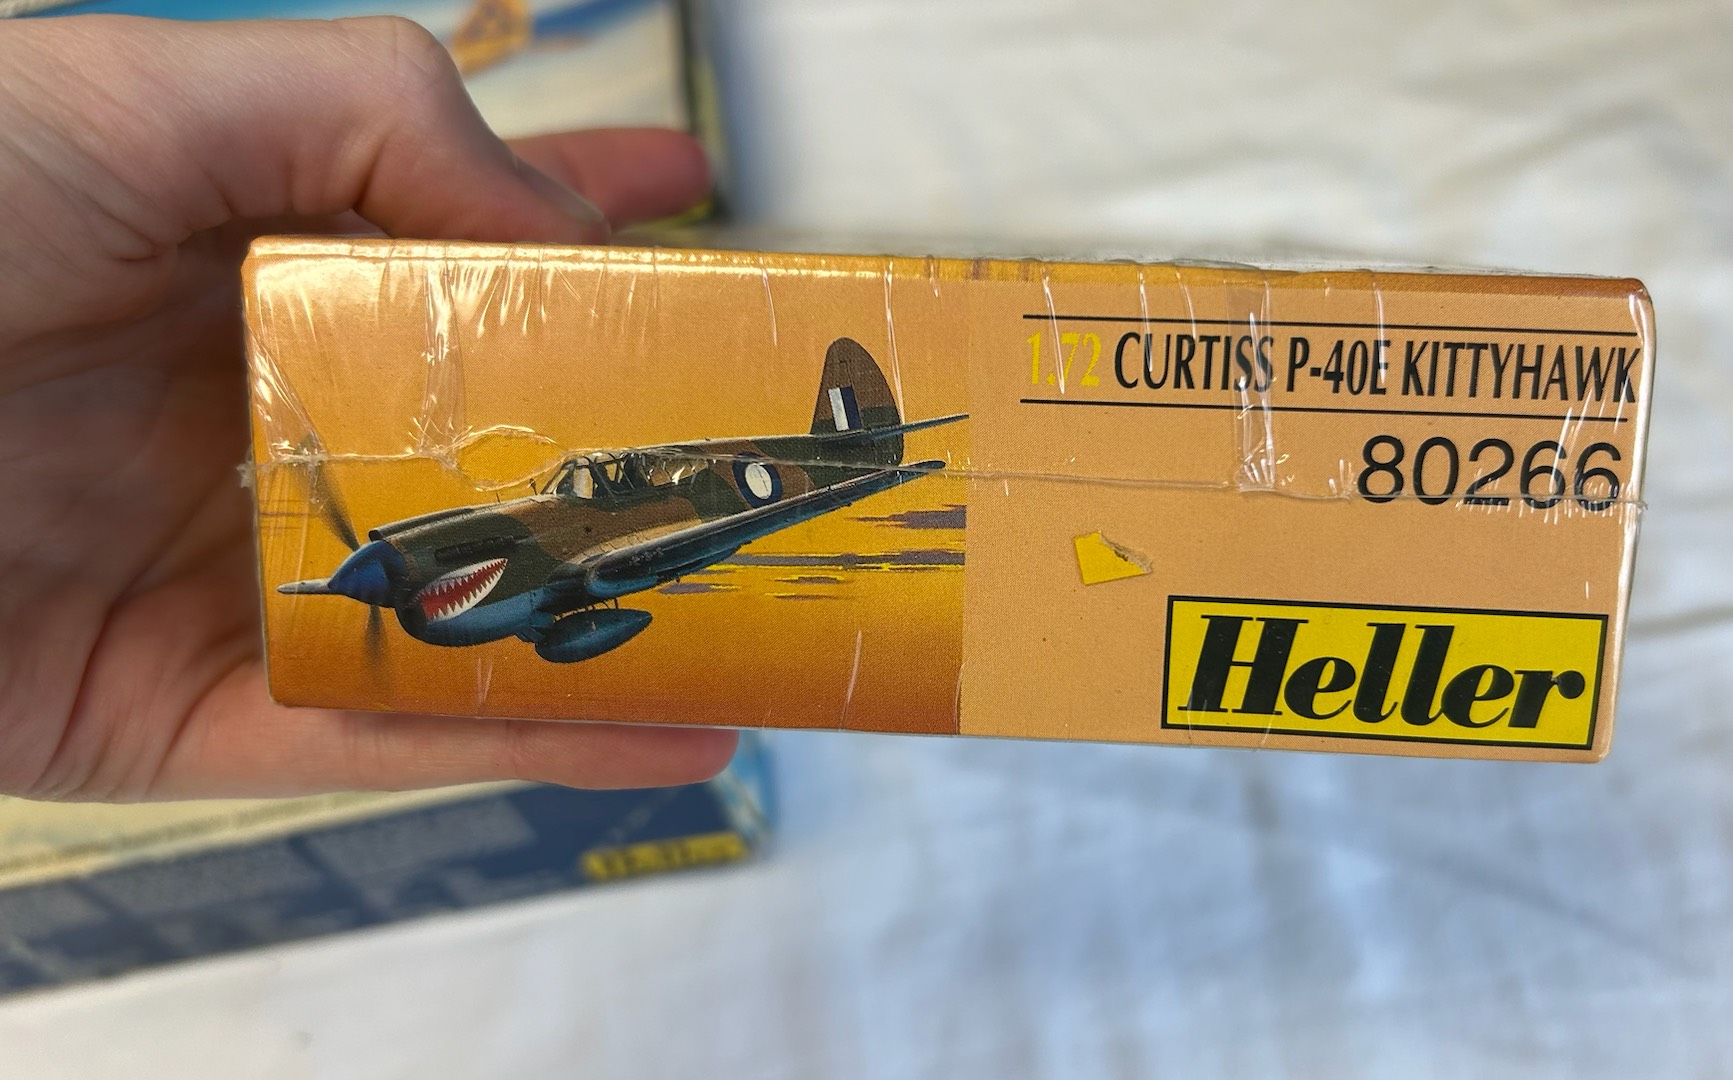 1.72 CURTISS P-40E KITTYHAWK
80266
Heller